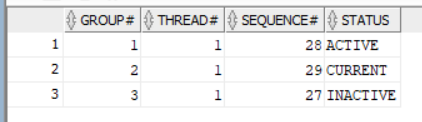 GROUP# THREAD# SEQUENCE# STATUS
1 1 1 28 ACTIVE
2 2 1 29 CURRENT
3 3 1 27 INACTIVE